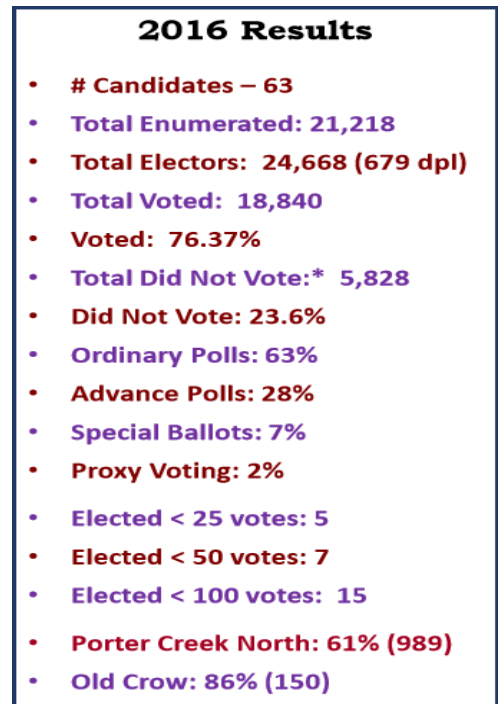 2016 Results
• # Candidates – 63
• Total Enumerated: 21,218
• Total Electors: 24,668 (679 dpl)
• Total Voted: 18,840
• Voted: 76.37%
• Total Did Not Vote:* 5,828
• Did Not Vote: 23.6%
• Ordinary Polls: 63%
• Advance Polls: 28%
• Special Ballots: 7%
• Proxy Voting: 2%
• Elected < 25 votes: 5
• Elected < 50 votes: 7
• Elected < 100 votes: 15
• Porter Creek North: 61% (989)
• Old Crow: 86% (150)